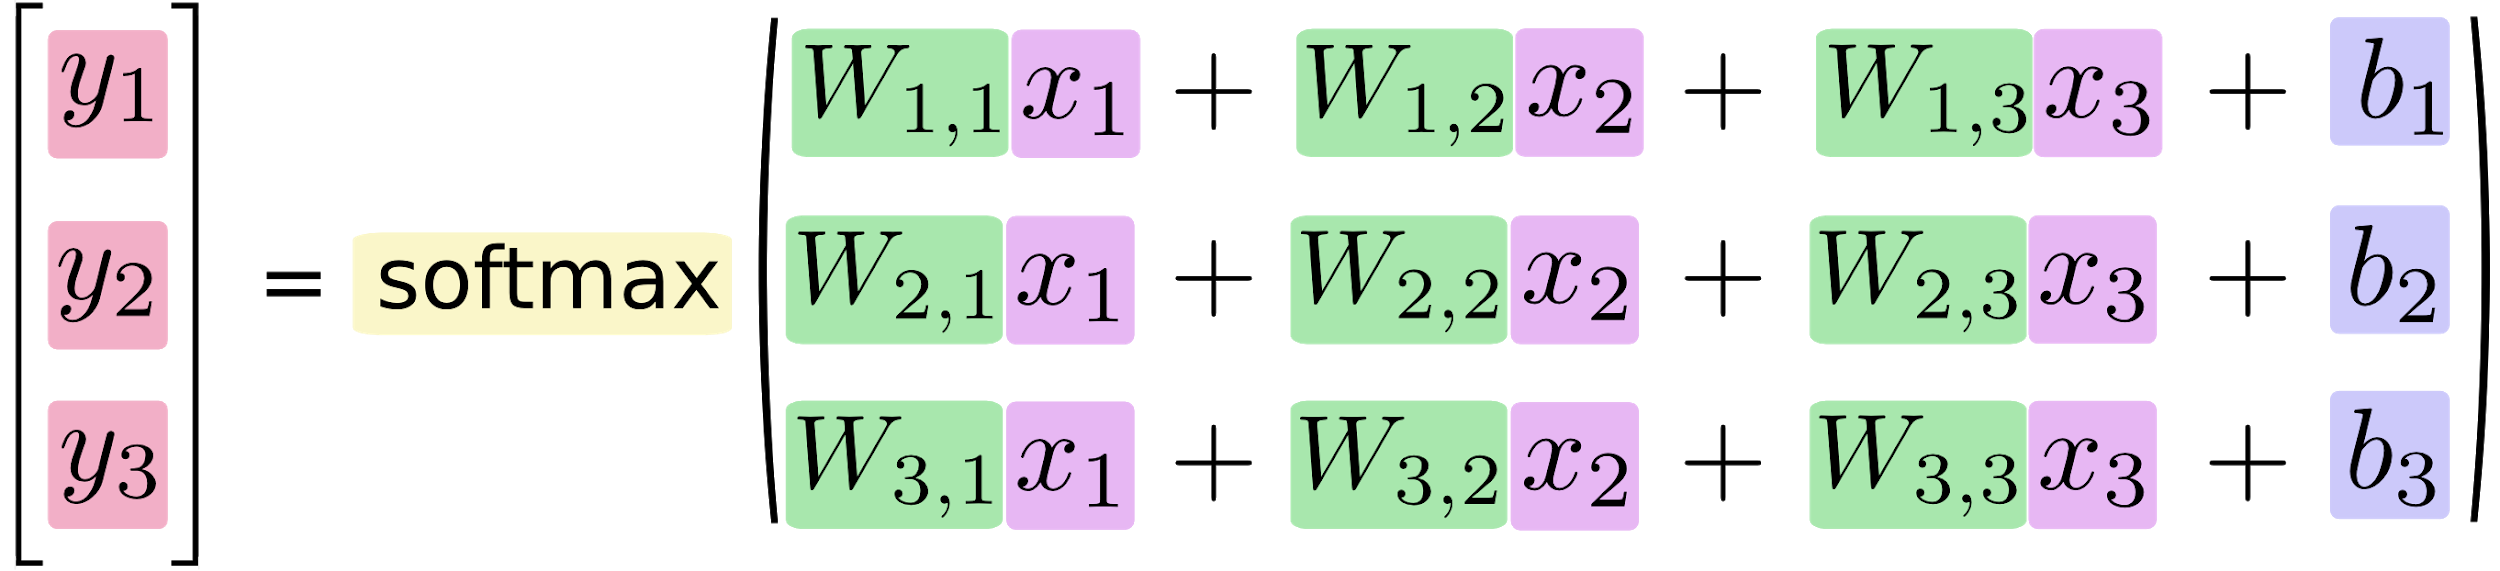 [ y₁ ] ( W₁,₁ x₁ + W₁,₂ x₂ + W₁,₃ x₃ + b₁ )
y₂ = softmax W₂,₁ x₁ + W₂,₂ x₂ + W₂,₃ x₃ + b₂
y₃ W₃,₁ x₁ + W₃,₂ x₂ + W₃,₃ x₃ + b₃